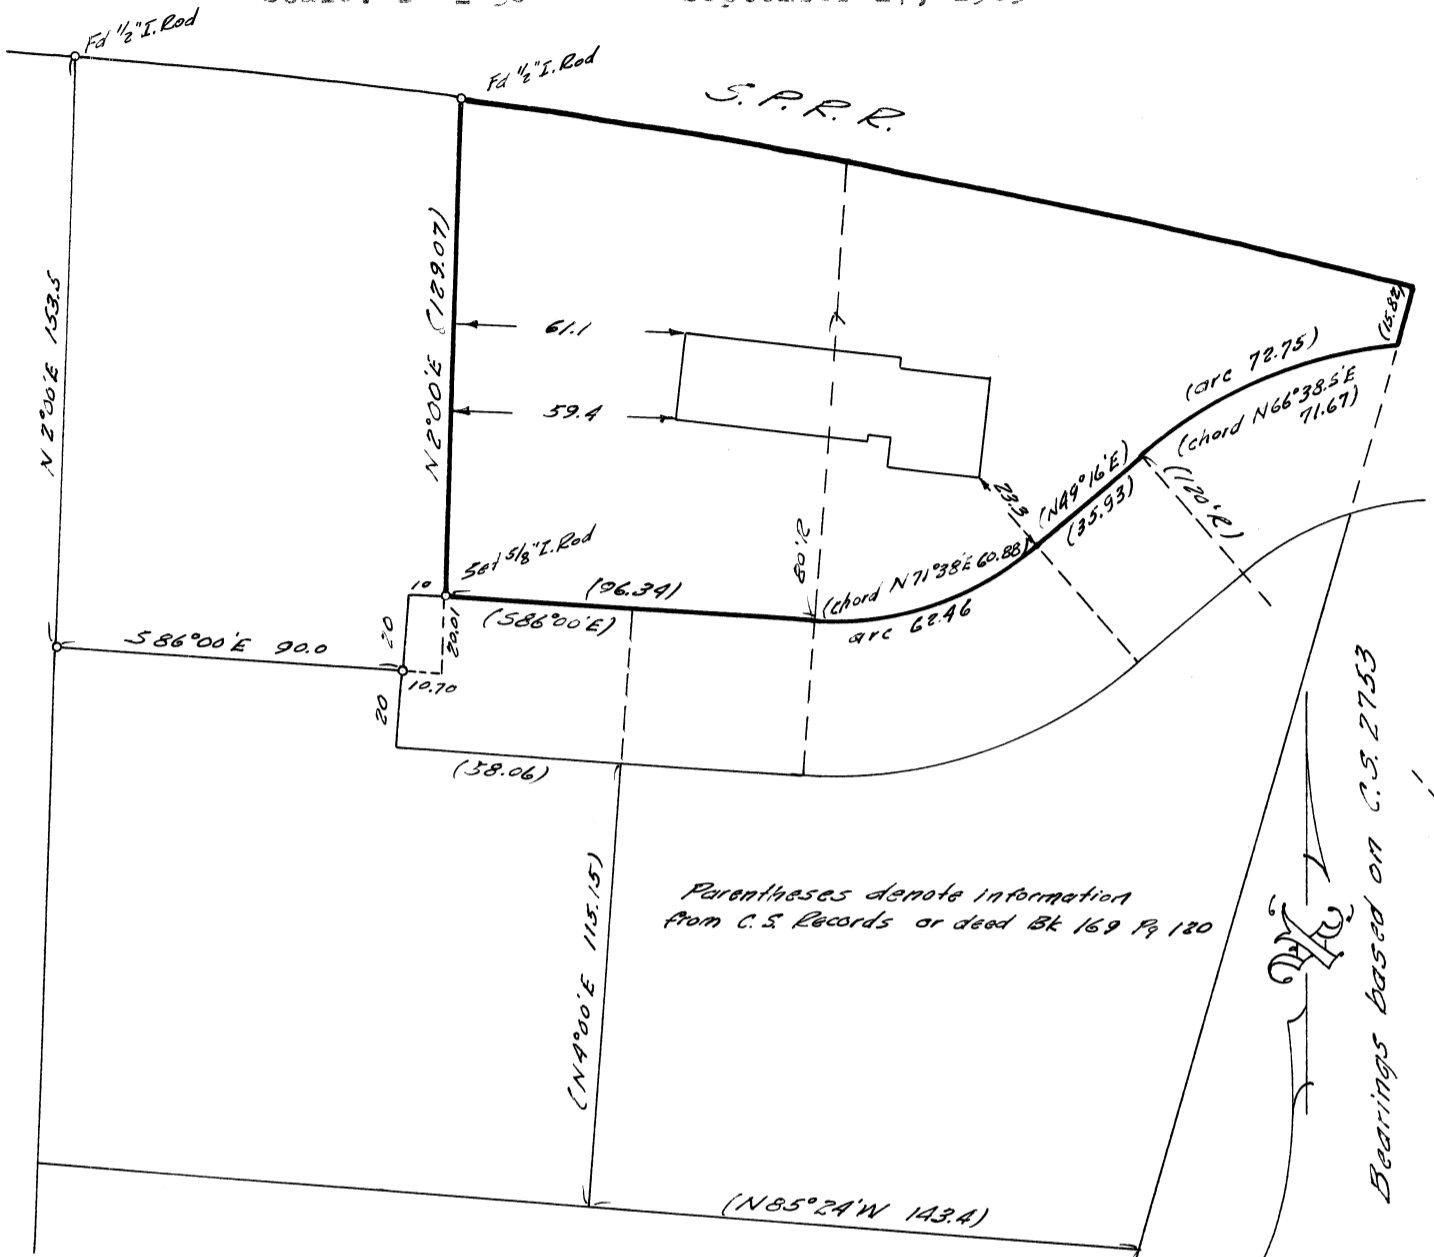 Fd 1/2" I. Rod
Fd 1/2" I. Rod
S. P. R. R.
N 2°00'E 153.5
N 2°00'E (129.07)
61.1
59.4
(15.82)
(arc 72.75)
(chord N66°38.5'E
71.67)
23.3
(N49°16'E)
(35.93)
(120'R)
80'R
Set 5/8" I. Rod
(96.34)
(S86°00'E)
(chord N71°38'E 60.88)
arc 62.46
10
20
20.01
S86°00'E 90.0
10.70
20
(58.06)
(N4°00'E 115.15)
Parentheses denote information
from C.S. Records or deed Bk 169 Pg 120
Bearings based on C.S. 2753
(N85°24'W 143.4)